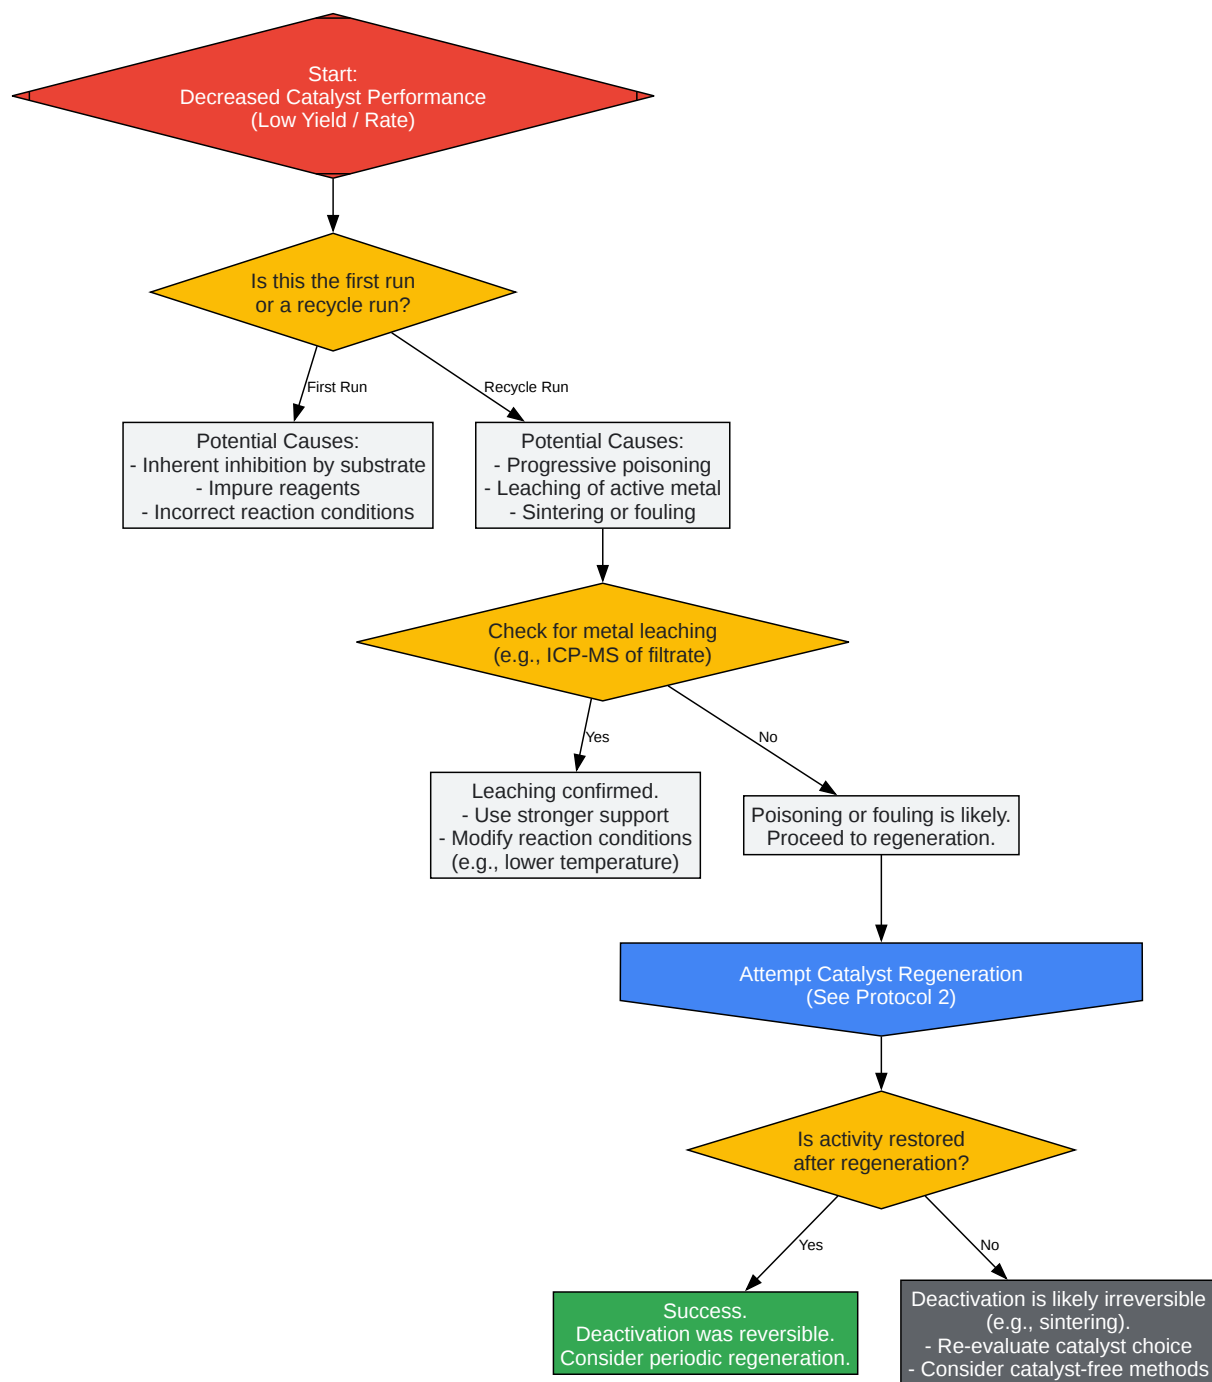 Start:
Decreased Catalyst Performance
(Low Yield / Rate)
Is this the first run
or a recycle run?
First Run
Recycle Run
Potential Causes:
- Inherent inhibition by substrate
- Impure reagents
- Incorrect reaction conditions
Potential Causes:
- Progressive poisoning
- Leaching of active metal
- Sintering or fouling
Check for metal leaching
(e.g., ICP-MS of filtrate)
Yes
No
Leaching confirmed.
- Use stronger support
- Modify reaction conditions
(e.g., lower temperature)
Poisoning or fouling is likely.
Proceed to regeneration.
Attempt Catalyst Regeneration
(See Protocol 2)
Is activity restored
after regeneration?
Yes
No
Success.
Deactivation was reversible.
Consider periodic regeneration.
Deactivation is likely irreversible
(e.g., sintering).
- Re-evaluate catalyst choice
- Consider catalyst-free methods